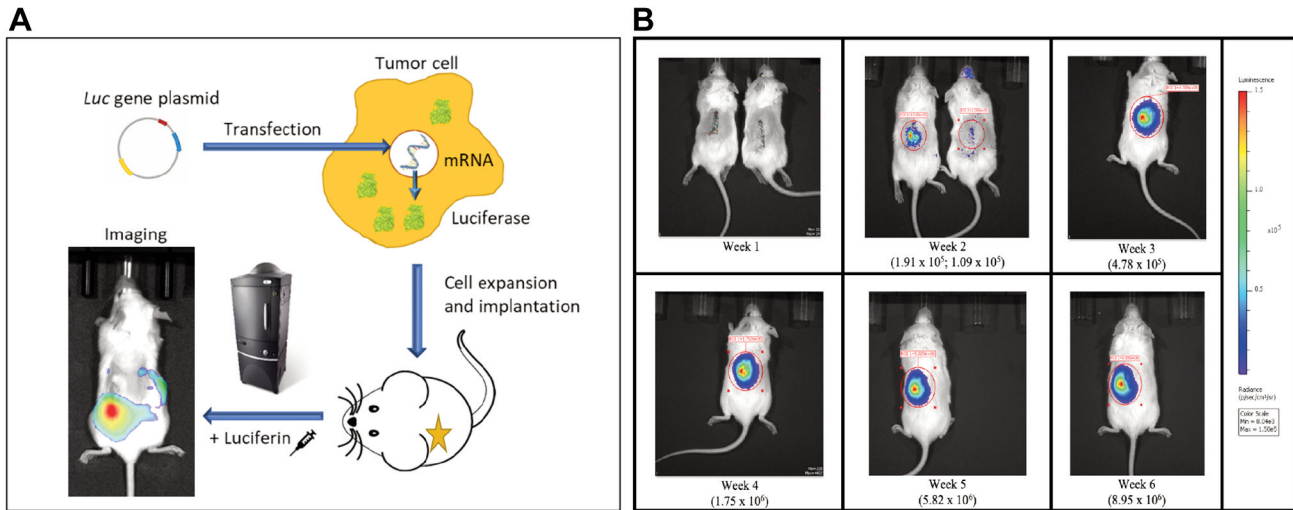 A
Luc gene plasmid
Transfection
Tumor cell
mRNA
Luciferase
Cell expansion
and implantation
+ Luciferin
Imaging
B
Week 1
Week 2
(1.91 x 10⁵; 1.09 x 10⁵)
Week 3
(4.78 x 10⁵)
Week 4
(1.75 x 10⁶)
Week 5
(5.82 x 10⁶)
Week 6
(8.95 x 10⁶)
Luminescence
1.5
1.0
x10⁵
0.5
Radiance
(p/sec/cm²/sr)
Color Scale
Min = 8.04e3
Max = 1.50e5